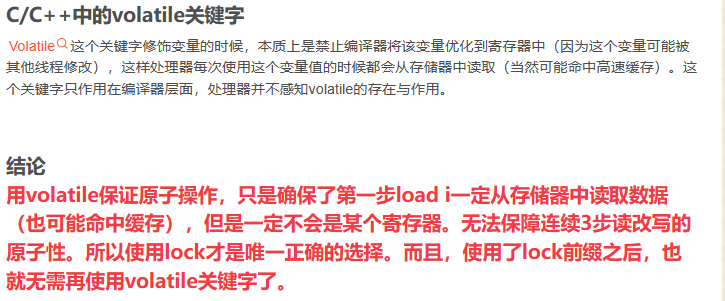 C/C++中的volatile关键字
Volatile这个关键字修饰变量的时候，本质上是禁止编译器将该变量优化到寄存器中（因为这个变量可能被
其他线程修改），这样处理器每次使用这个变量值的时候都会从存储器中读取（当然可能命中高速缓存）。这
个关键字只作用在编译器层面，处理器并不感知volatile的存在与作用。
结论
用volatile保证原子操作，只是确保了第一步load i一定从存储器中读取数据
（也可能命中缓存），但是一定不会是某个寄存器。无法保障连续3步读改写的
原子性。所以使用lock才是唯一正确的选择。而且，使用了lock前缀之后，也
就无需再使用volatile关键字了。